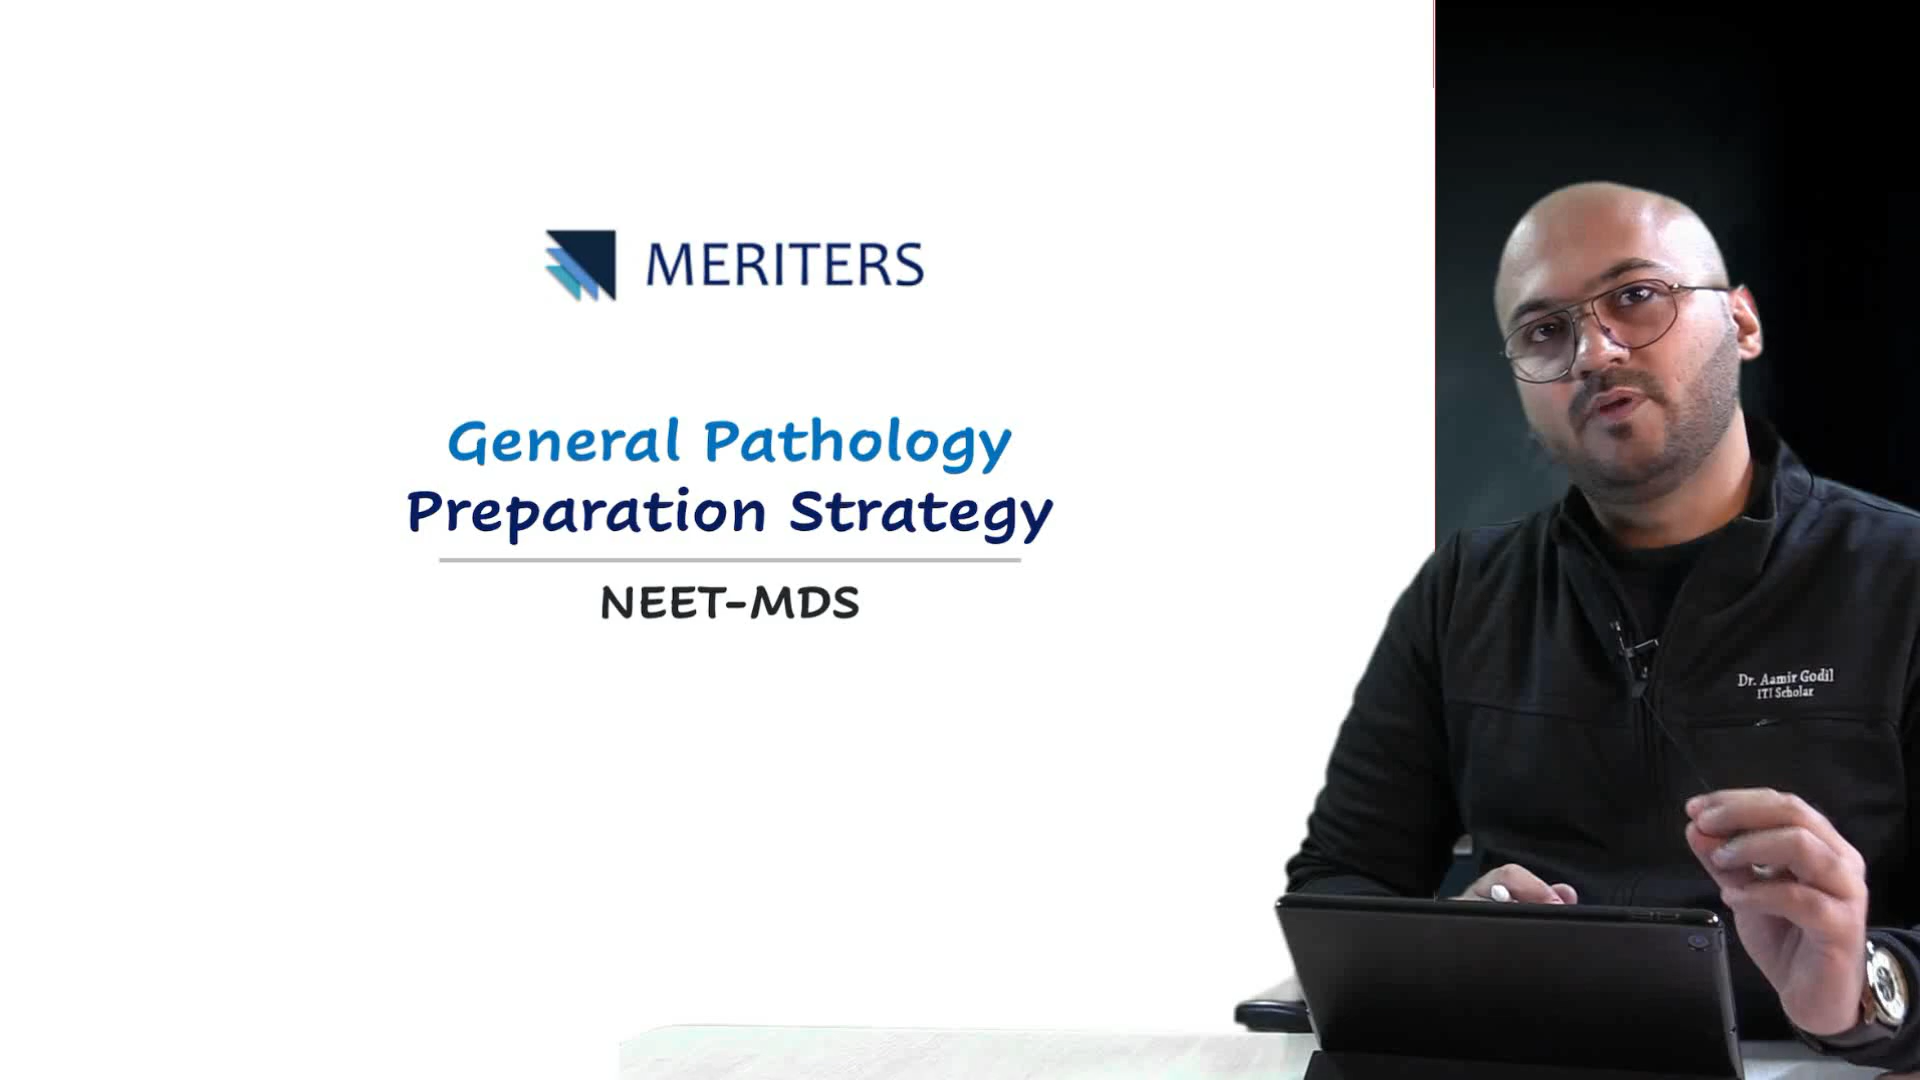 MERITERS
General Pathology
Preparation Strategy
NEET-MDS
Dr. Aamir Godil
ITI Scholar